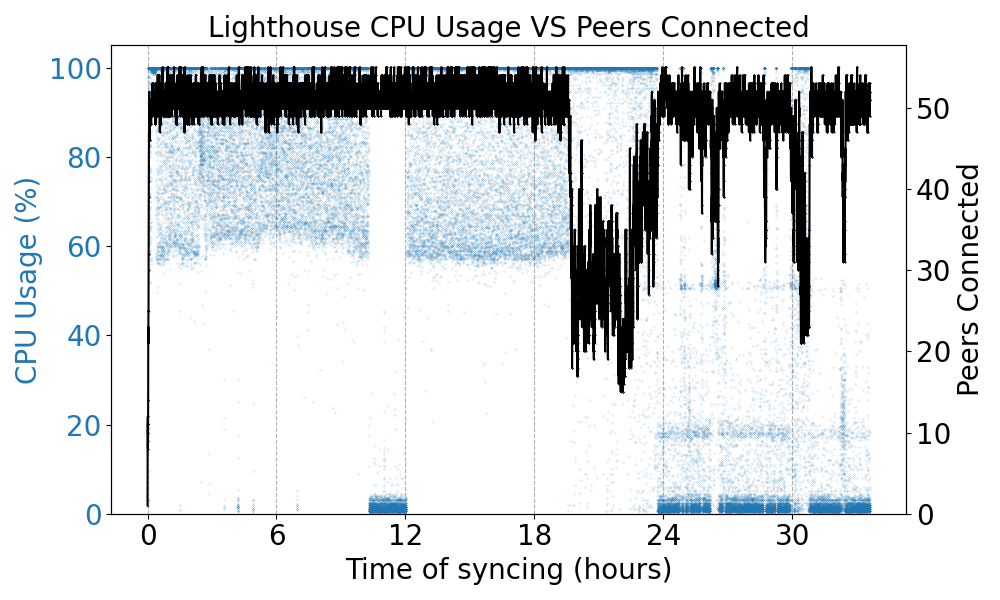 Lighthouse CPU Usage VS Peers Connected
100
80
60
40
20
0
CPU Usage (%)
50
40
30
20
10
0
Peers Connected
0 6 12 18 24 30
Time of syncing (hours)